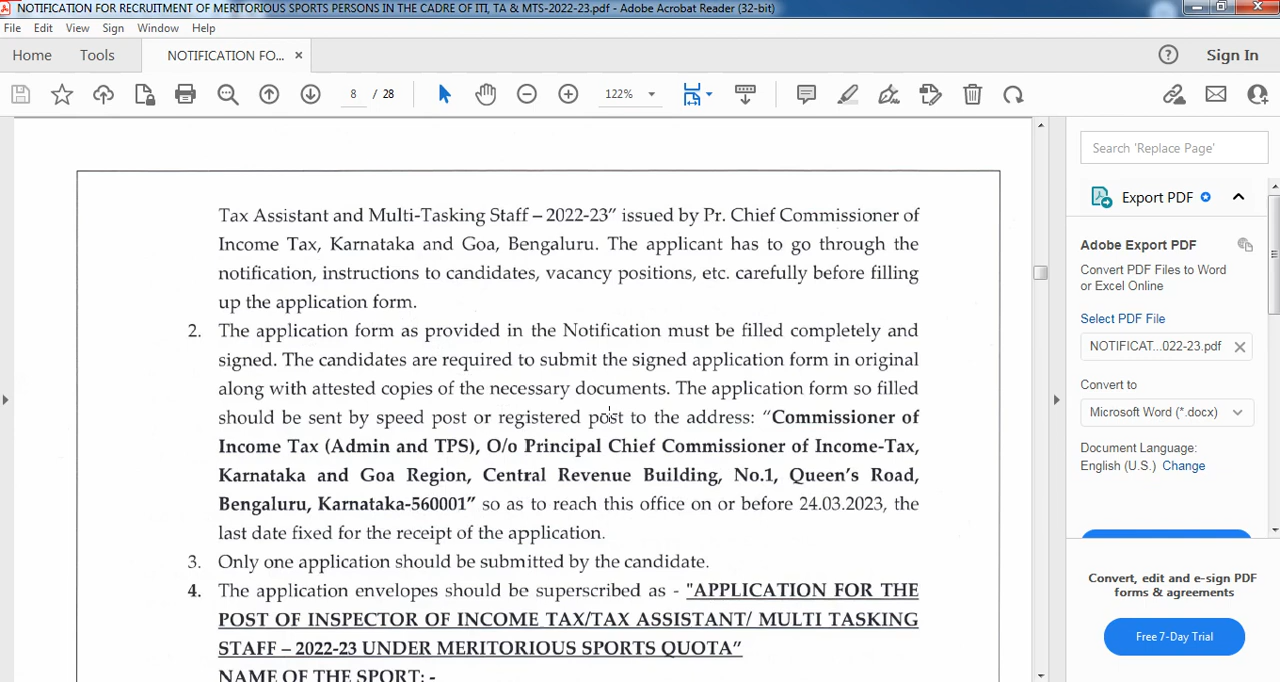 NOTIFICATION FOR RECRUITMENT OF MERITORIOUS SPORTS PERSONS IN THE CADRE OF ITI, TA & MTS-2022-23.pdf - Adobe Acrobat Reader (32-bit)
File Edit View Sign Window Help
Home Tools NOTIFICATION FO... × Sign In
8 / 28 122%
Tax Assistant and Multi-Tasking Staff – 2022-23” issued by Pr. Chief Commissioner of
Income Tax, Karnataka and Goa, Bengaluru. The applicant has to go through the
notification, instructions to candidates, vacancy positions, etc. carefully before filling
up the application form.
2. The application form as provided in the Notification must be filled completely and
signed. The candidates are required to submit the signed application form in original
along with attested copies of the necessary documents. The application form so filled
should be sent by speed post or registered post to the address: “Commissioner of
Income Tax (Admin and TPS), O/o Principal Chief Commissioner of Income-Tax,
Karnataka and Goa Region, Central Revenue Building, No.1, Queen’s Road,
Bengaluru, Karnataka-560001” so as to reach this office on or before 24.03.2023, the
last date fixed for the receipt of the application.
3. Only one application should be submitted by the candidate.
4. The application envelopes should be superscribed as - "APPLICATION FOR THE
POST OF INSPECTOR OF INCOME TAX/TAX ASSISTANT/ MULTI TASKING
STAFF – 2022-23 UNDER MERITORIOUS SPORTS QUOTA”
NAME OF THE SPORT: -
Search 'Replace Page'
Export PDF
Adobe Export PDF
Convert PDF Files to Word
or Excel Online
Select PDF File
NOTIFICAT...022-23.pdf
Convert to
Microsoft Word (*.docx)
Document Language:
English (U.S.) Change
Convert, edit and e-sign PDF
forms & agreements
Free 7-Day Trial